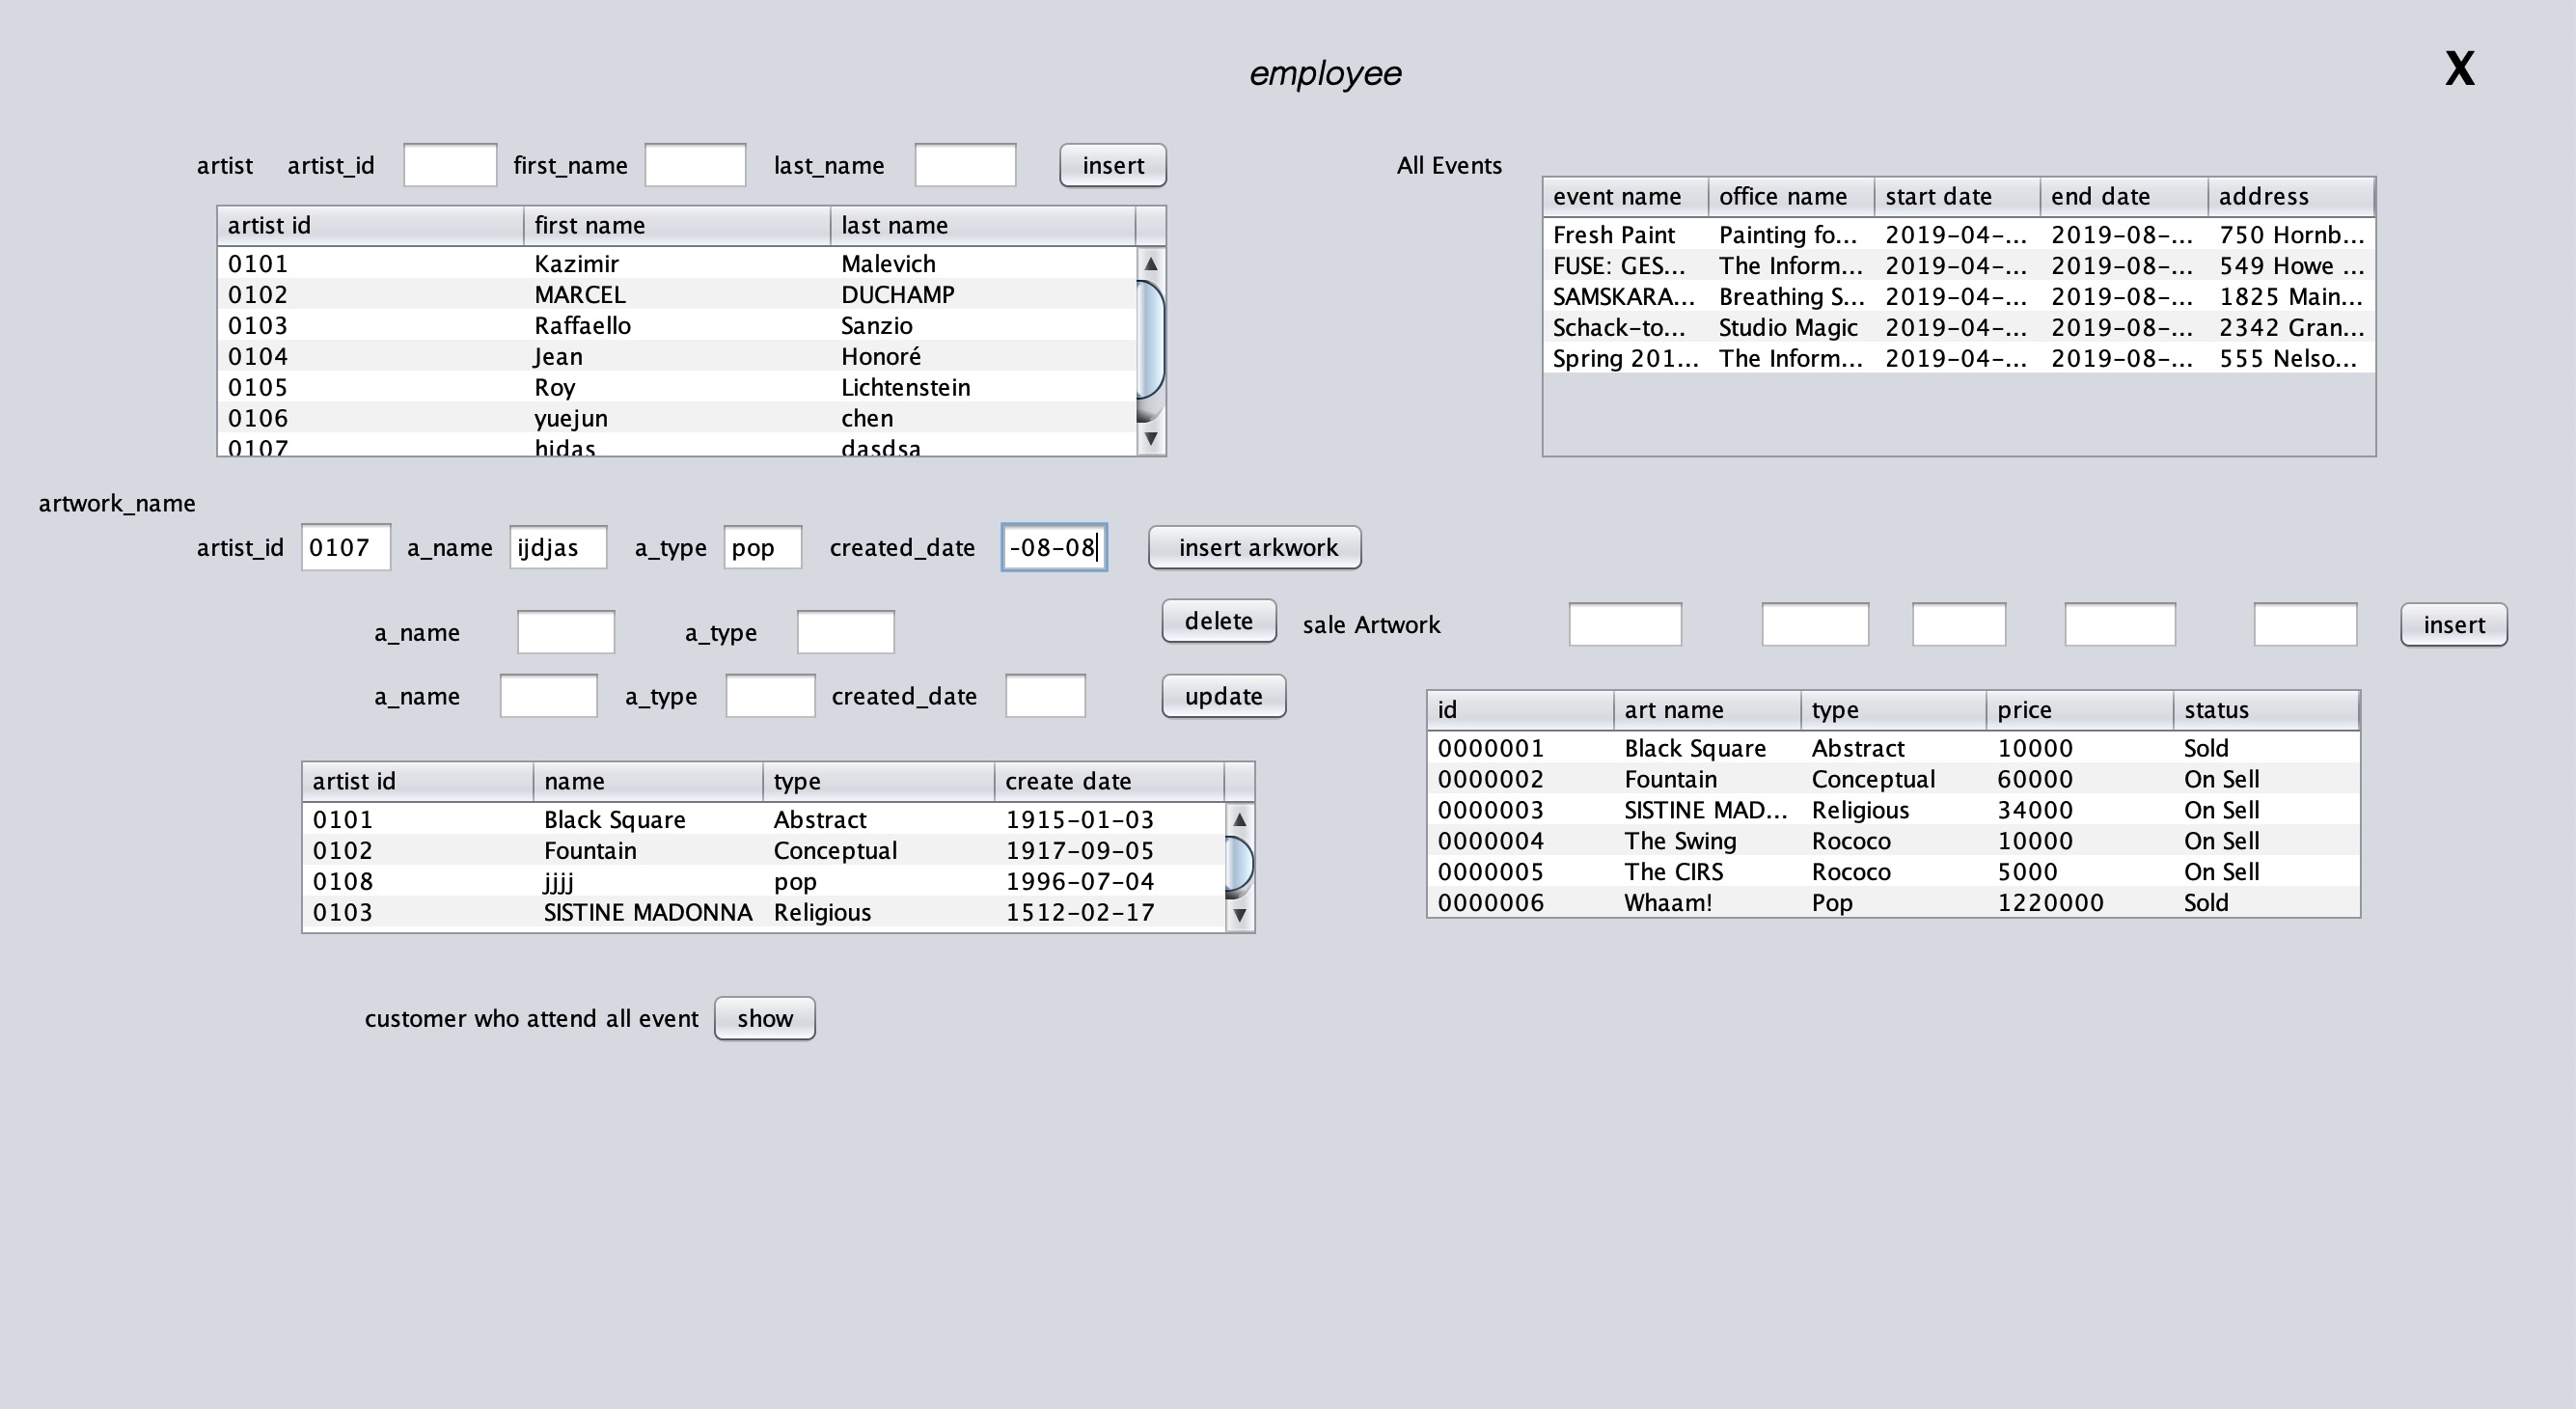 employee
X
artist artist_id first_name last_name insert
artist id first name last name
0101 Kazimir Malevich
0102 MARCEL DUCHAMP
0103 Raffaello Sanzio
0104 Jean Honoré
0105 Roy Lichtenstein
0106 yuejun chen
0107 hidas dasdsa
All Events
event name office name start date end date address
Fresh Paint Painting fo... 2019-04-... 2019-08-... 750 Hornb...
FUSE: GES... The Inform... 2019-04-... 2019-08-... 549 Howe ...
SAMSKARA... Breathing S... 2019-04-... 2019-08-... 1825 Main...
Schack-to... Studio Magic 2019-04-... 2019-08-... 2342 Gran...
Spring 201... The Inform... 2019-04-... 2019-08-... 555 Nelso...
artwork_name
artist_id 0107 a_name ijdjas a_type pop created_date -08-08 insert arkwork
a_name a_type delete
a_name a_type created_date update
artist id name type create date
0101 Black Square Abstract 1915-01-03
0102 Fountain Conceptual 1917-09-05
0108 jjjj pop 1996-07-04
0103 SISTINE MADONNA Religious 1512-02-17
sale Artwork insert
id art name type price status
0000001 Black Square Abstract 10000 Sold
0000002 Fountain Conceptual 60000 On Sell
0000003 SISTINE MAD... Religious 34000 On Sell
0000004 The Swing Rococo 10000 On Sell
0000005 The CIRS Rococo 5000 On Sell
0000006 Whaam! Pop 1220000 Sold
customer who attend all event show